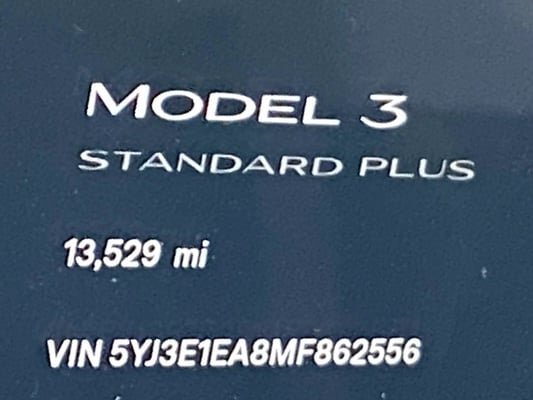 MODEL 3
STANDARD PLUS
13,529 mi
VIN 5YJ3E1EA8MF862556